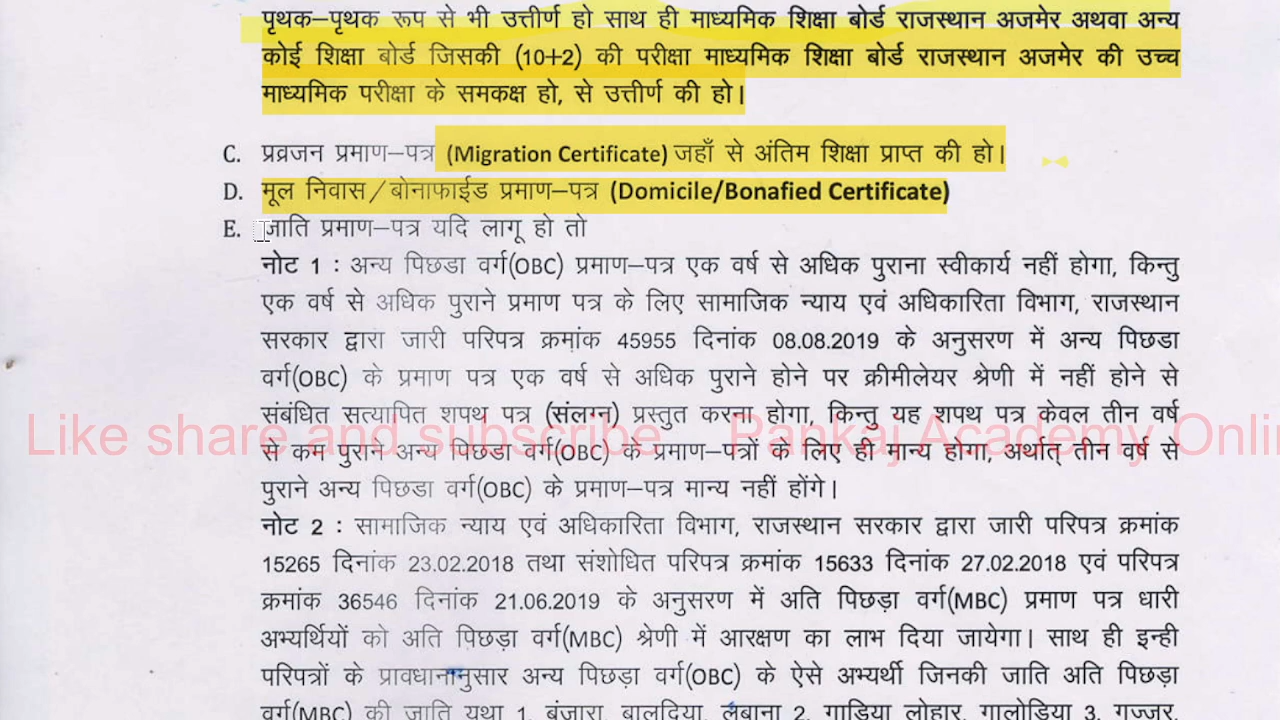 पृथक–पृथक रूप से भी उत्तीर्ण हो साथ ही माध्यमिक शिक्षा बोर्ड राजस्थान अजमेर अथवा अन्य
कोई शिक्षा बोर्ड जिसकी (10+2) की परीक्षा माध्यमिक शिक्षा बोर्ड राजस्थान अजमेर की उच्च
माध्यमिक परीक्षा के समकक्ष हो, से उत्तीर्ण की हो।
C. प्रव्रजन प्रमाण–पत्र (Migration Certificate) जहाँ से अंतिम शिक्षा प्राप्त की हो।
D. मूल निवास/बोनाफाईड प्रमाण–पत्र (Domicile/Bonafied Certificate)
E. जाति प्रमाण–पत्र यदि लागू हो तो
नोट 1 : अन्य पिछडा वर्ग(OBC) प्रमाण–पत्र एक वर्ष से अधिक पुराना स्वीकार्य नहीं होगा, किन्तु
एक वर्ष से अधिक पुराने प्रमाण पत्र के लिए सामाजिक न्याय एवं अधिकारिता विभाग, राजस्थान
सरकार द्वारा जारी परिपत्र क्रमांक 45955 दिनांक 08.08.2019 के अनुसरण में अन्य पिछडा
वर्ग(OBC) के प्रमाण पत्र एक वर्ष से अधिक पुराने होने पर क्रीमीलेयर श्रेणी में नहीं होने से
संबंधित सत्यापित शपथ पत्र (संलग्न) प्रस्तुत करना होगा, किन्तु यह शपथ पत्र केवल तीन वर्ष
Like share and subscribe Pankaj Academy Onli
से कम पुराने अन्य पिछडा वर्ग(OBC) के प्रमाण–पत्रों के लिए ही मान्य होगा, अर्थात् तीन वर्ष से
पुराने अन्य पिछडा वर्ग(OBC) के प्रमाण–पत्र मान्य नहीं होंगे।
नोट 2 : सामाजिक न्याय एवं अधिकारिता विभाग, राजस्थान सरकार द्वारा जारी परिपत्र क्रमांक
15265 दिनांक 23.02.2018 तथा संशोधित परिपत्र क्रमांक 15633 दिनांक 27.02.2018 एवं परिपत्र
क्रमांक 36546 दिनांक 21.06.2019 के अनुसरण में अति पिछड़ा वर्ग(MBC) प्रमाण पत्र धारी
अभ्यर्थियों को अति पिछड़ा वर्ग(MBC) श्रेणी में आरक्षण का लाभ दिया जायेगा। साथ ही इन्ही
परिपत्रों के प्रावधानानुसार अन्य पिछड़ा वर्ग(OBC) के ऐसे अभ्यर्थी जिनकी जाति अति पिछड़ा
वर्ग(MBC) की जाति यथा 1. बंजारा, बालदिया, लबाना 2. गाडिया लोहार, गालोडिया 3. गुज्जर,